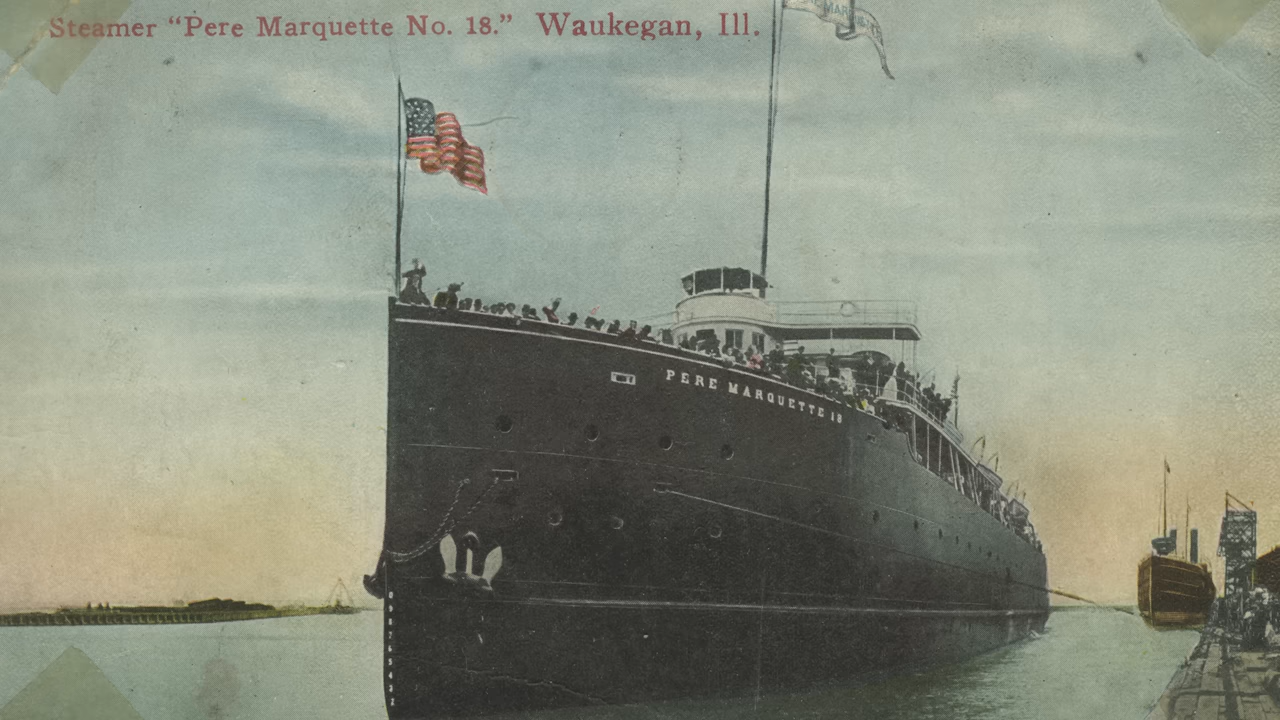 Steamer “Pere Marquette No. 18.” Waukegan, Ill.
PERE MARQUETTE 18